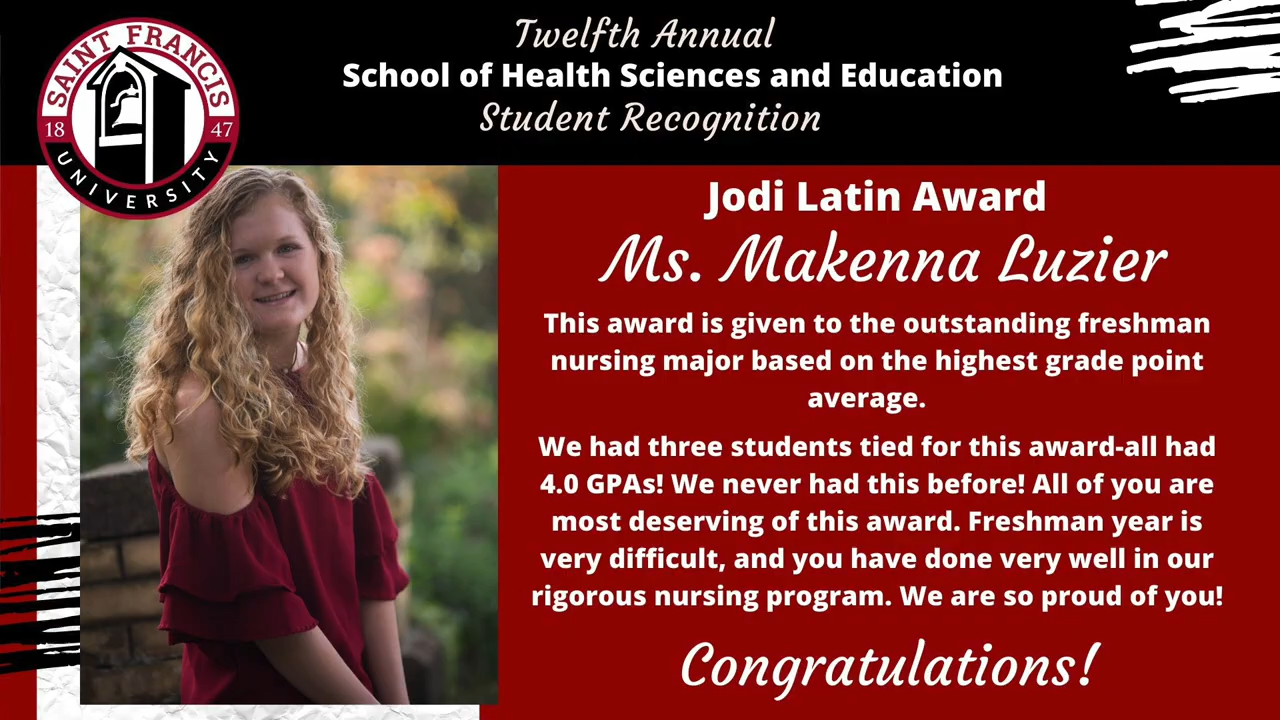 SAINT FRANCIS
18 47
UNIVERSITY
Twelfth Annual
School of Health Sciences and Education
Student Recognition
Jodi Latin Award
Ms. Makenna Luzier
This award is given to the outstanding freshman
nursing major based on the highest grade point
average.
We had three students tied for this award-all had
4.0 GPAs! We never had this before! All of you are
most deserving of this award. Freshman year is
very difficult, and you have done very well in our
rigorous nursing program. We are so proud of you!
Congratulations!